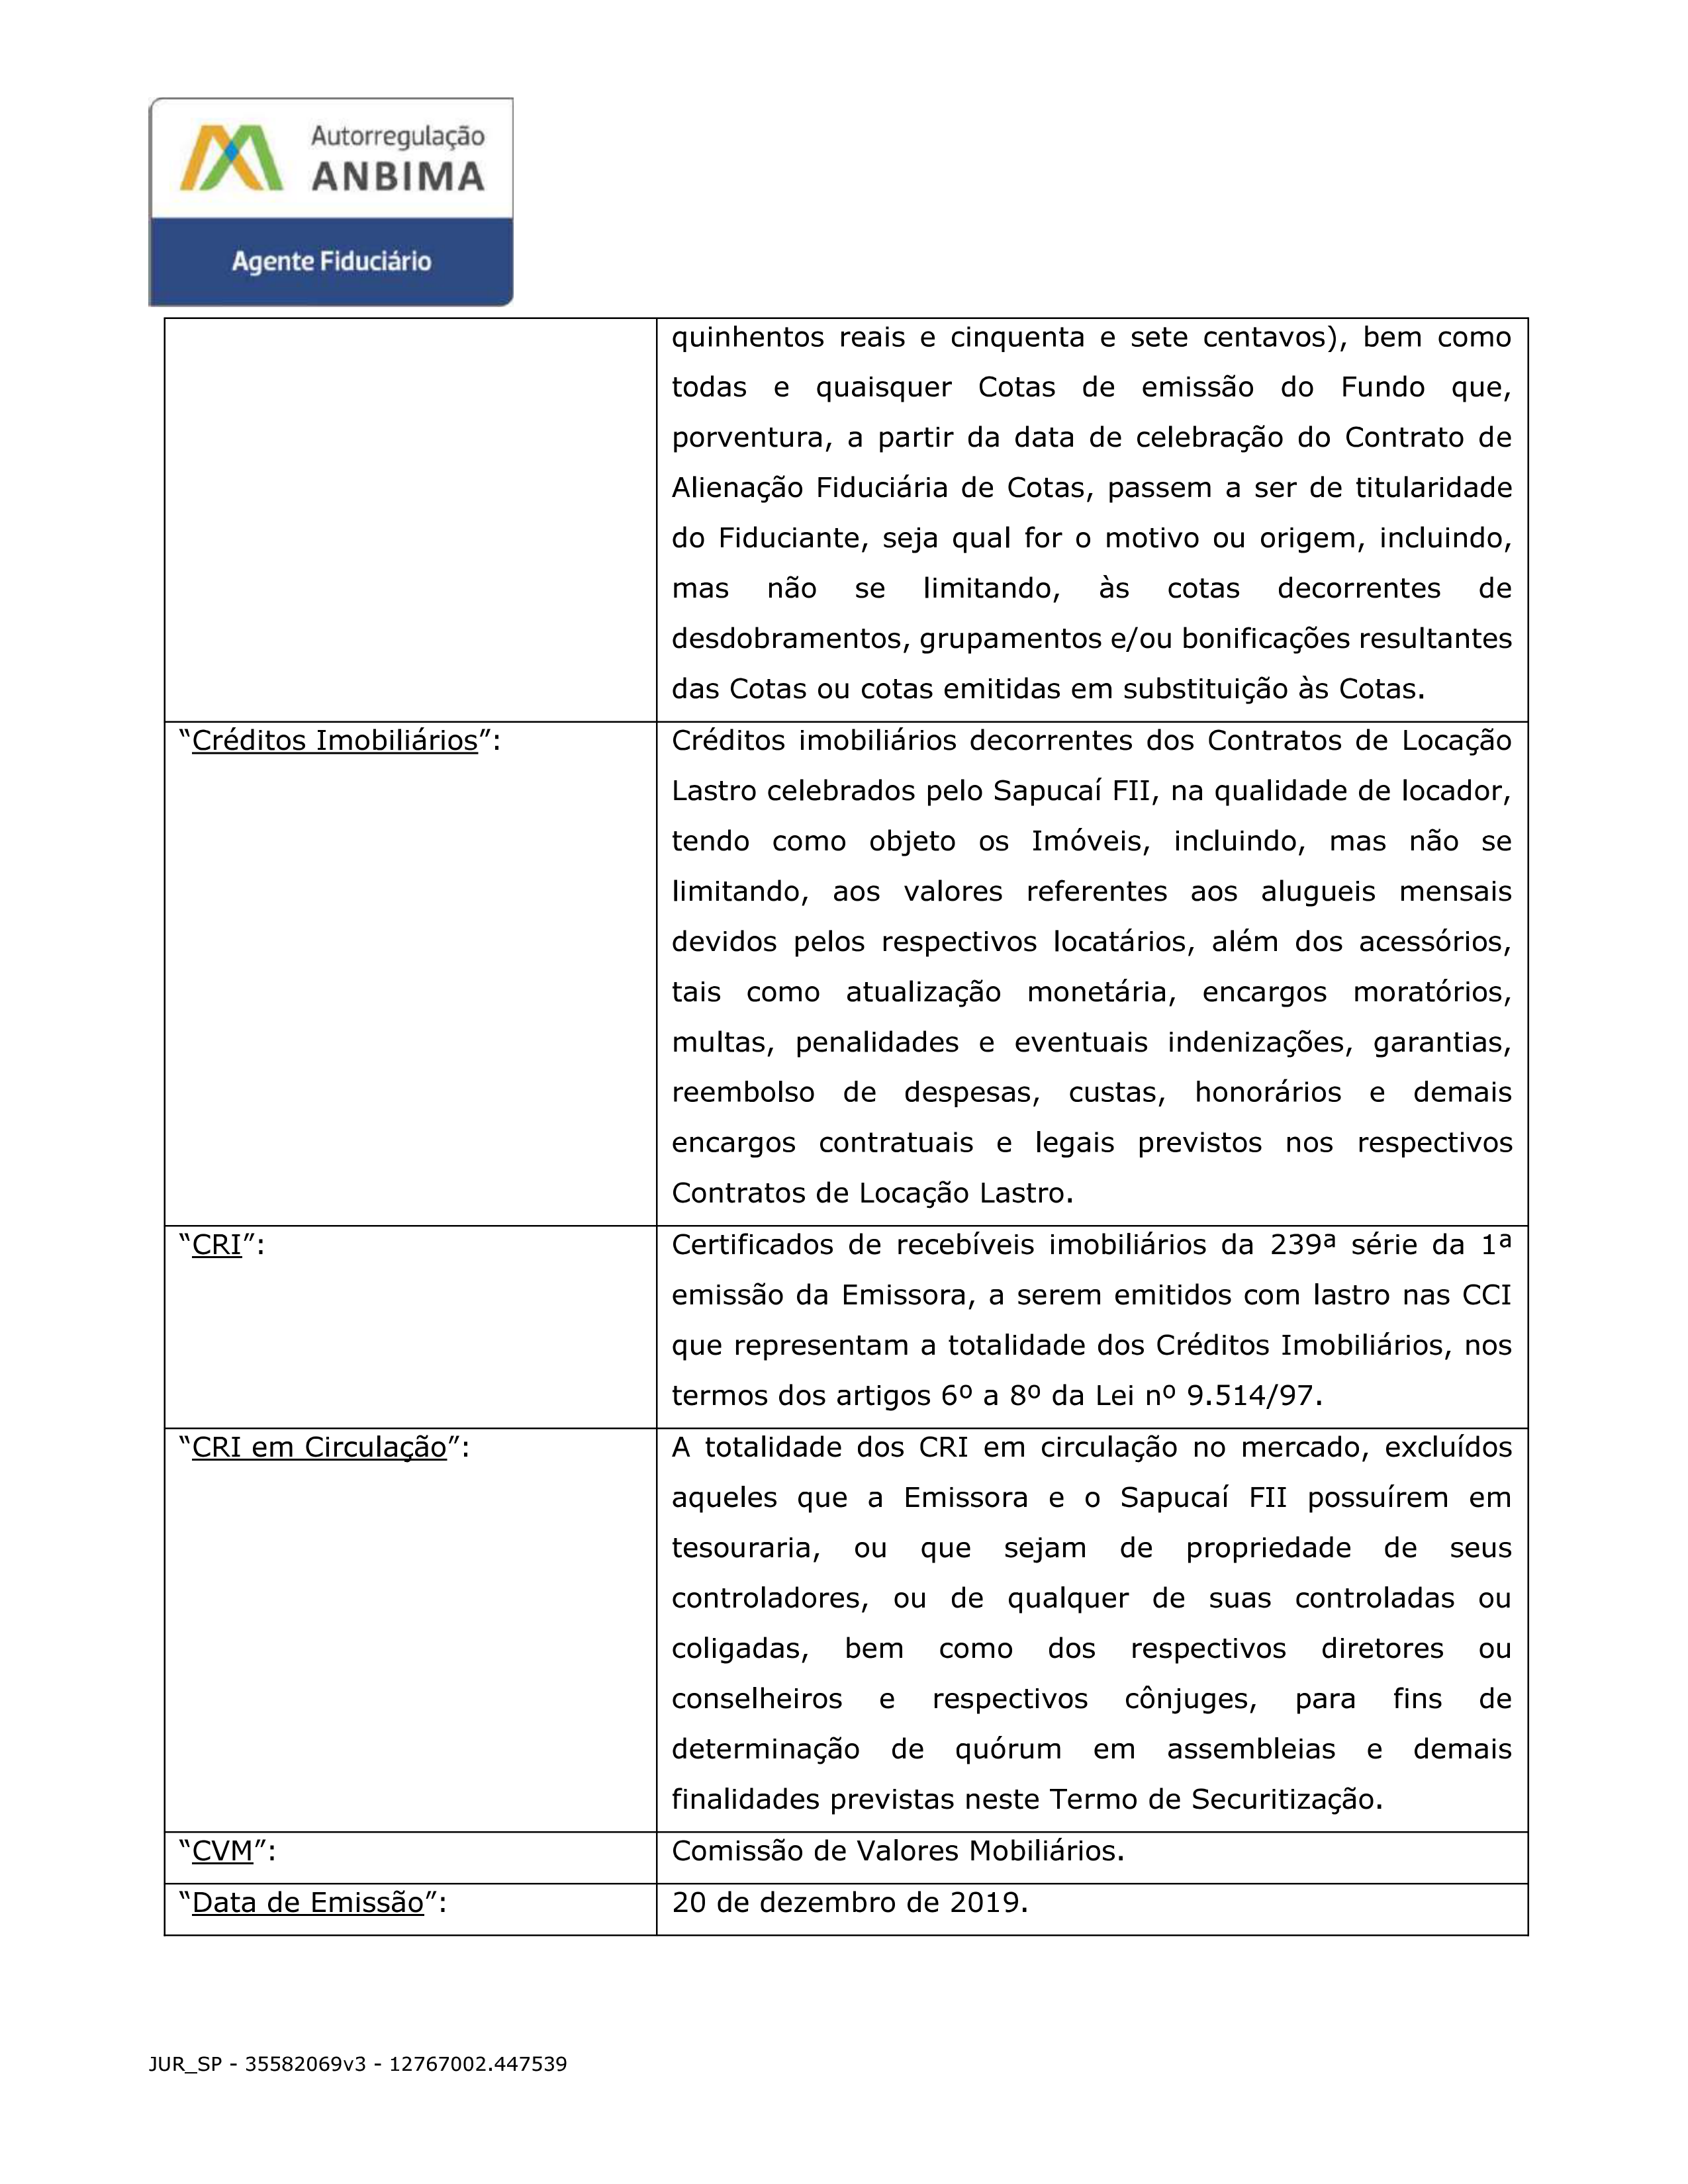 Autorregulação
ANBIMA
Agente Fiduciário
quinhentos reais e cinquenta e sete centavos), bem como
todas e quaisquer Cotas de emissão do Fundo que,
porventura, a partir da data de celebração do Contrato de
Alienação Fiduciária de Cotas, passem a ser de titularidade
do Fiduciante, seja qual for o motivo ou origem, incluindo,
mas não se limitando, às cotas decorrentes de
desdobramentos, grupamentos e/ou bonificações resultantes
das Cotas ou cotas emitidas em substituição às Cotas.
“Créditos Imobiliários”:
Créditos imobiliários decorrentes dos Contratos de Locação
Lastro celebrados pelo Sapucaí FII, na qualidade de locador,
tendo como objeto os Imóveis, incluindo, mas não se
limitando, aos valores referentes aos alugueis mensais
devidos pelos respectivos locatários, além dos acessórios,
tais como atualização monetária, encargos moratórios,
multas, penalidades e eventuais indenizações, garantias,
reembolso de despesas, custas, honorários e demais
encargos contratuais e legais previstos nos respectivos
Contratos de Locação Lastro.
“CRI”:
Certificados de recebíveis imobiliários da 239ª série da 1ª
emissão da Emissora, a serem emitidos com lastro nas CCI
que representam a totalidade dos Créditos Imobiliários, nos
termos dos artigos 6º a 8º da Lei nº 9.514/97.
“CRI em Circulação”:
A totalidade dos CRI em circulação no mercado, excluídos
aqueles que a Emissora e o Sapucaí FII possuírem em
tesouraria, ou que sejam de propriedade de seus
controladores, ou de qualquer de suas controladas ou
coligadas, bem como dos respectivos diretores ou
conselheiros e respectivos cônjuges, para fins de
determinação de quórum em assembleias e demais
finalidades previstas neste Termo de Securitização.
“CVM”:
Comissão de Valores Mobiliários.
“Data de Emissão”:
20 de dezembro de 2019.
JUR_SP - 35582069v3 - 12767002.447539